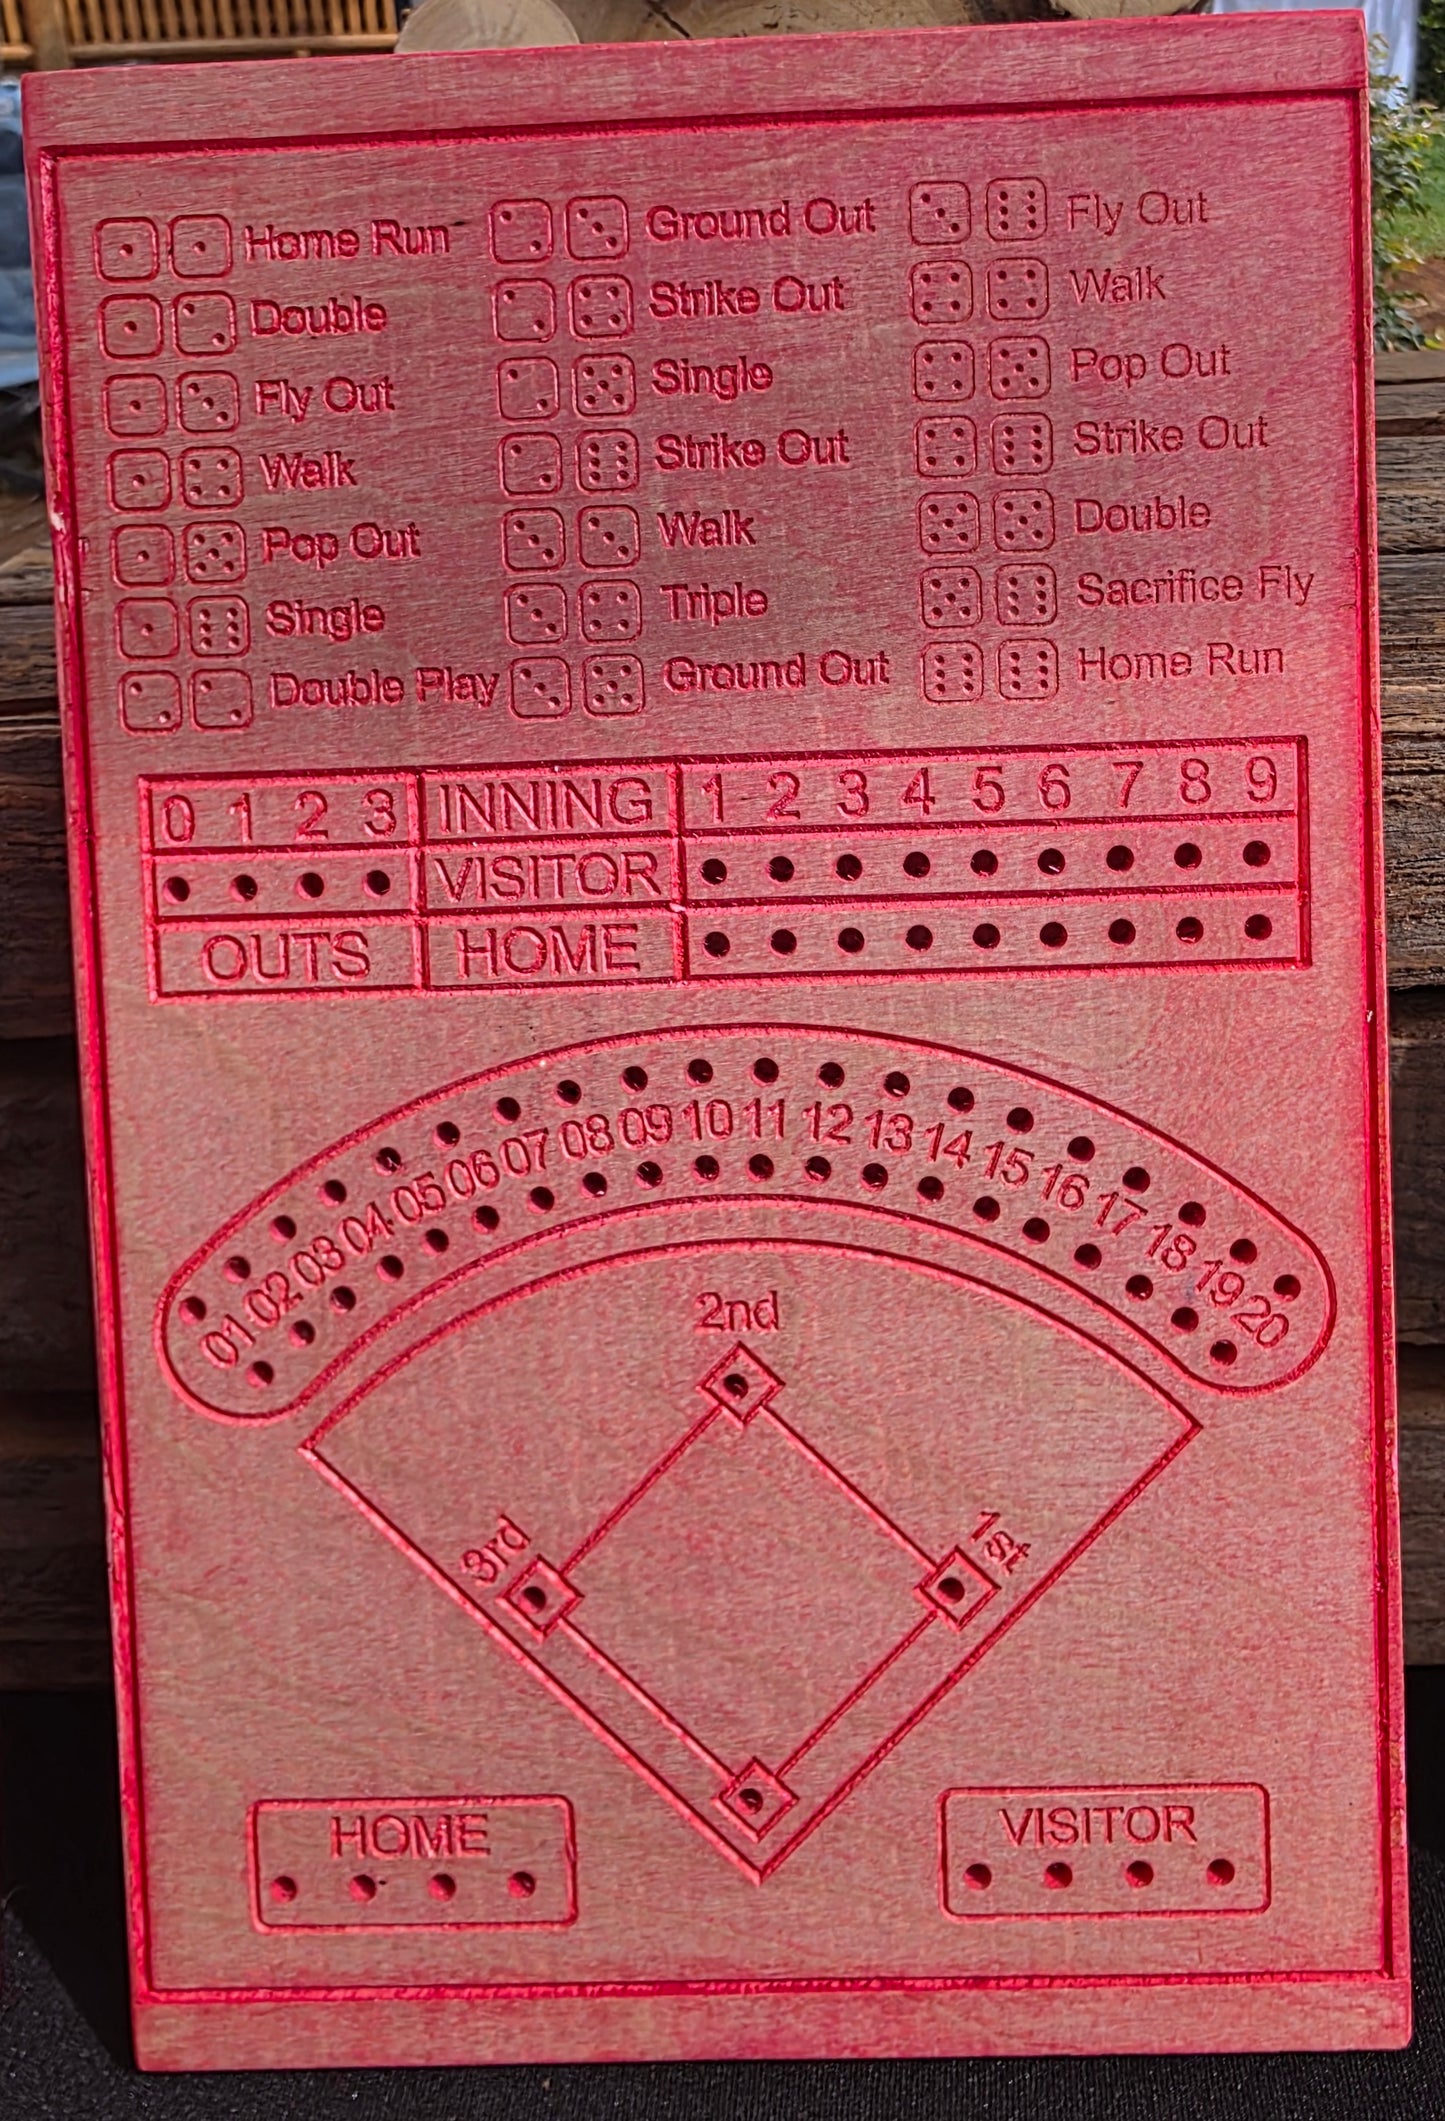 Home Run
Double
Fly Out
Walk
Pop Out
Single
Double Play
Ground Out
Strike Out
Single
Strike Out
Walk
Triple
Ground Out
Fly Out
Walk
Pop Out
Strike Out
Double
Sacrifice Fly
Home Run
0 1 2 3 INNING 1 2 3 4 5 6 7 8 9
VISITOR
OUTS HOME
01 02 03 04 05 06 07 08 09 10 11 12 13 14 15 16 17 18 19 20
2nd
3rd 1st
HOME VISITOR